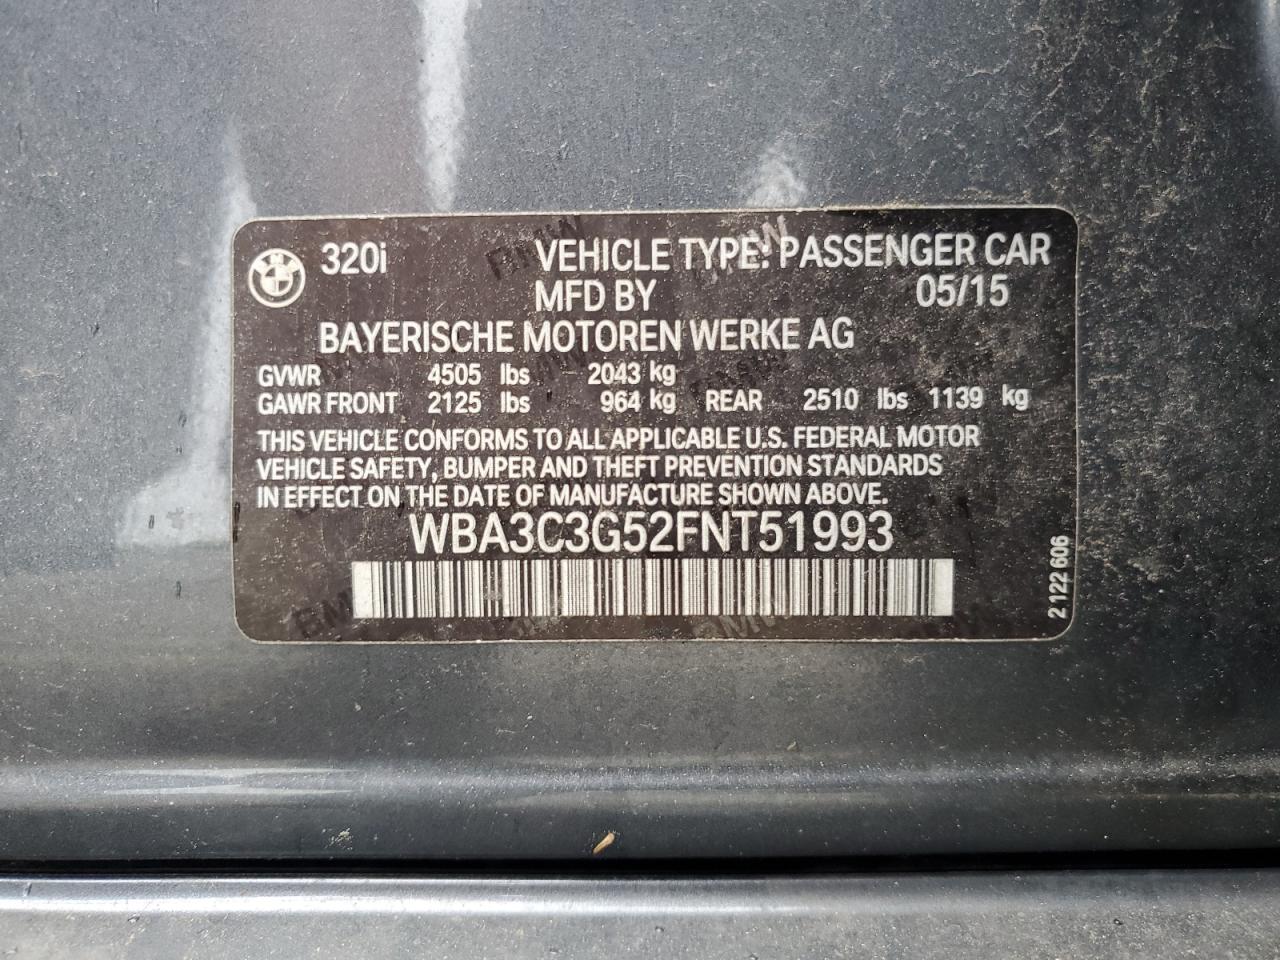 320i VEHICLE TYPE: PASSENGER CAR
MFD BY 05/15
BAYERISCHE MOTOREN WERKE AG
GVWR 4505 lbs 2043 kg
GAWR FRONT 2125 lbs 964 kg REAR 2510 lbs 1139 kg
THIS VEHICLE CONFORMS TO ALL APPLICABLE U.S. FEDERAL MOTOR
VEHICLE SAFETY, BUMPER AND THEFT PREVENTION STANDARDS
IN EFFECT ON THE DATE OF MANUFACTURE SHOWN ABOVE.
WBA3C3G52FNT51993
2 122 606